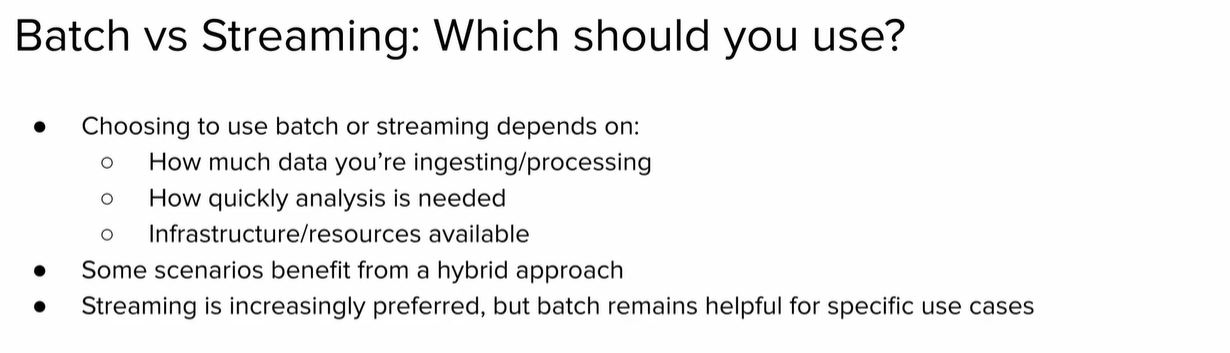 Batch vs Streaming: Which should you use?
● Choosing to use batch or streaming depends on:
○ How much data you’re ingesting/processing
○ How quickly analysis is needed
○ Infrastructure/resources available
● Some scenarios benefit from a hybrid approach
● Streaming is increasingly preferred, but batch remains helpful for specific use cases